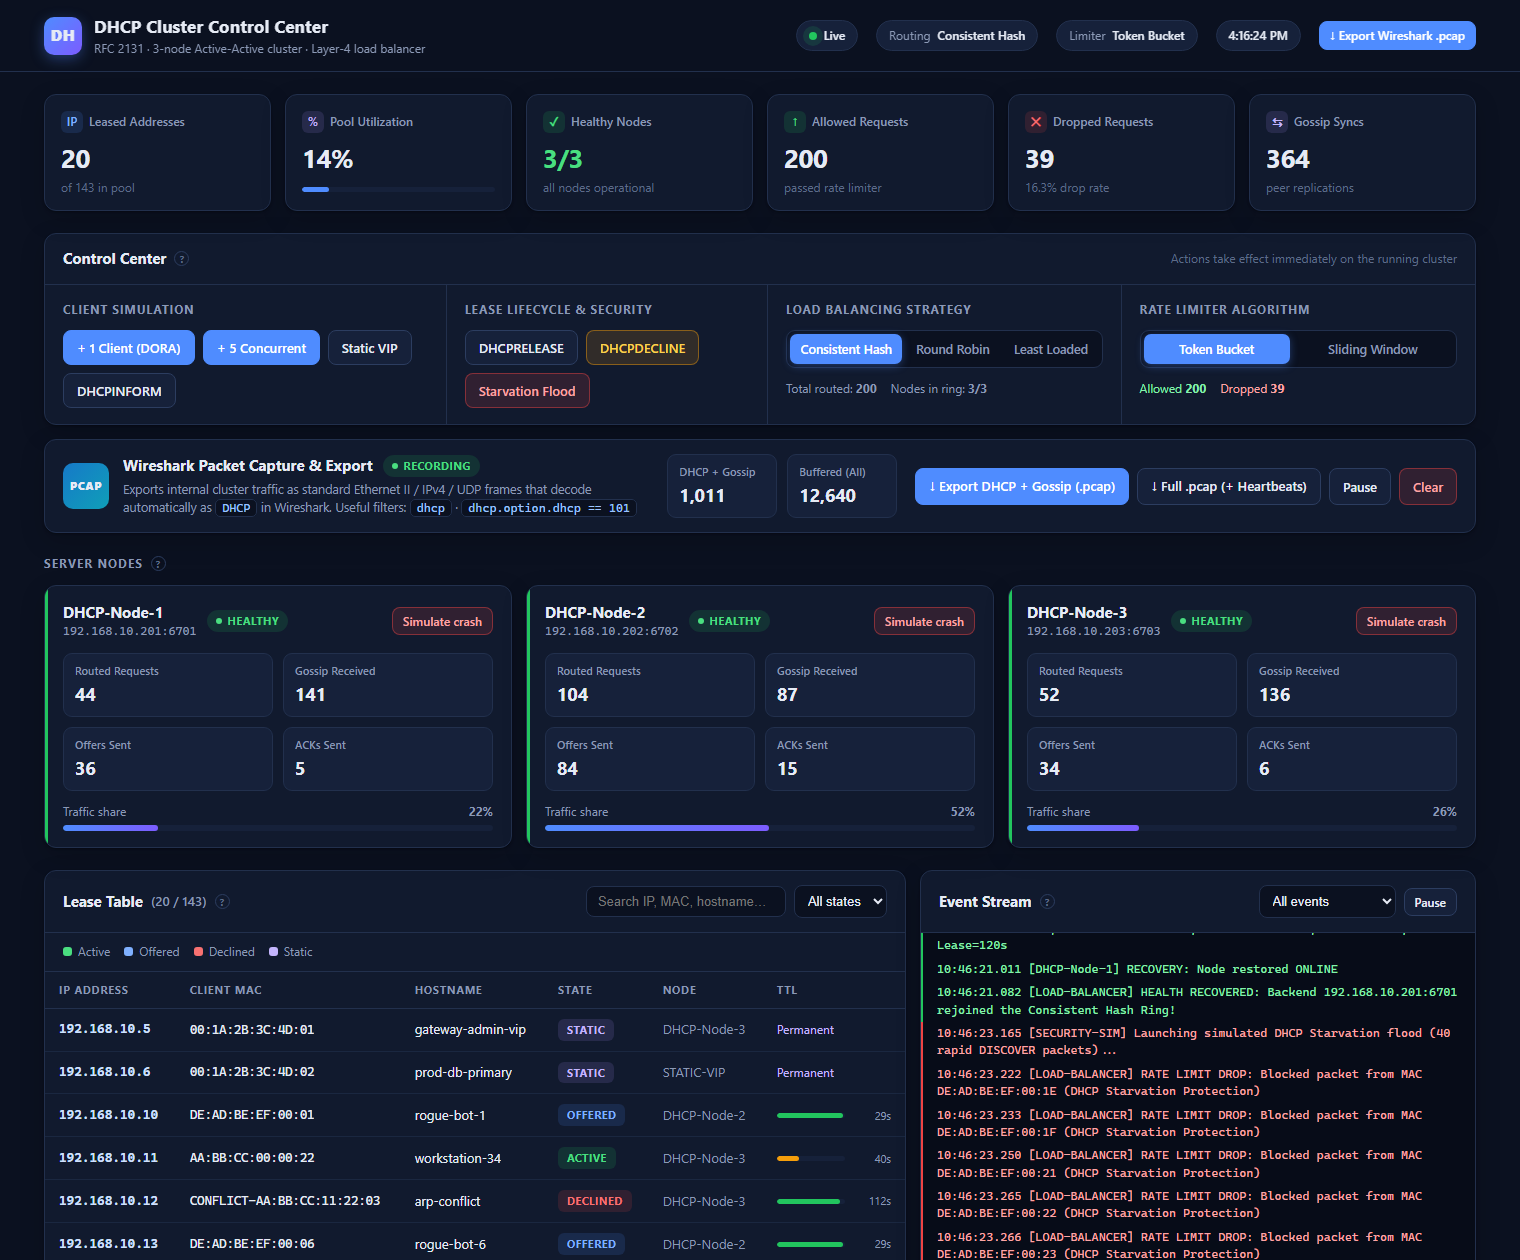 DH
DHCP Cluster Control Center
RFC 2131 · 3-node Active-Active cluster · Layer-4 load balancer
Live
Routing Consistent Hash
Limiter Token Bucket
4:16:24 PM
↓ Export Wireshark .pcap
IP Leased Addresses
20
of 143 in pool
% Pool Utilization
14%
✓ Healthy Nodes
3/3
all nodes operational
↑ Allowed Requests
200
passed rate limiter
✕ Dropped Requests
39
16.3% drop rate
⇆ Gossip Syncs
364
peer replications
Control Center ?
Actions take effect immediately on the running cluster
CLIENT SIMULATION
+ 1 Client (DORA)
+ 5 Concurrent
Static VIP
DHCPINFORM
LEASE LIFECYCLE & SECURITY
DHCPRELEASE
DHCPDECLINE
Starvation Flood
LOAD BALANCING STRATEGY
Consistent Hash
Round Robin
Least Loaded
Total routed: 200 Nodes in ring: 3/3
RATE LIMITER ALGORITHM
Token Bucket
Sliding Window
Allowed 200 Dropped 39
PCAP
Wireshark Packet Capture & Export
RECORDING
Exports internal cluster traffic as standard Ethernet II / IPv4 / UDP frames that decode
automatically as DHCP in Wireshark. Useful filters: dhcp · dhcp.option.dhcp == 101
DHCP + Gossip
1,011
Buffered (All)
12,640
↓ Export DHCP + Gossip (.pcap)
↓ Full .pcap (+ Heartbeats)
Pause
Clear
SERVER NODES ?
DHCP-Node-1
192.168.10.201:6701
HEALTHY
Simulate crash
Routed Requests
44
Gossip Received
141
Offers Sent
36
ACKs Sent
5
Traffic share 22%
DHCP-Node-2
192.168.10.202:6702
HEALTHY
Simulate crash
Routed Requests
104
Gossip Received
87
Offers Sent
84
ACKs Sent
15
Traffic share 52%
DHCP-Node-3
192.168.10.203:6703
HEALTHY
Simulate crash
Routed Requests
52
Gossip Received
136
Offers Sent
34
ACKs Sent
6
Traffic share 26%
Lease Table (20 / 143) ?
Search IP, MAC, hostname...
All states
Active Offered Declined Static
IP ADDRESS CLIENT MAC HOSTNAME STATE NODE TTL
192.168.10.5 00:1A:2B:3C:4D:01 gateway-admin-vip STATIC DHCP-Node-3 Permanent
192.168.10.6 00:1A:2B:3C:4D:02 prod-db-primary STATIC STATIC-VIP Permanent
192.168.10.10 DE:AD:BE:EF:00:01 rogue-bot-1 OFFERED DHCP-Node-2 29s
192.168.10.11 AA:BB:CC:00:00:22 workstation-34 ACTIVE DHCP-Node-3 40s
192.168.10.12 CONFLICT-AA:BB:CC:11:22:03 arp-conflict DECLINED DHCP-Node-3 112s
192.168.10.13 DE:AD:BE:EF:00:06 rogue-bot-6 OFFERED DHCP-Node-2 29s
Event Stream ?
All events
Pause
Lease=120s
10:46:21.011 [DHCP-Node-1] RECOVERY: Node restored ONLINE
10:46:21.082 [LOAD-BALANCER] HEALTH RECOVERED: Backend 192.168.10.201:6701
rejoined the Consistent Hash Ring!
10:46:23.165 [SECURITY-SIM] Launching simulated DHCP Starvation flood (40
rapid DISCOVER packets)...
10:46:23.222 [LOAD-BALANCER] RATE LIMIT DROP: Blocked packet from MAC
DE:AD:BE:EF:00:1E (DHCP Starvation Protection)
10:46:23.233 [LOAD-BALANCER] RATE LIMIT DROP: Blocked packet from MAC
DE:AD:BE:EF:00:1F (DHCP Starvation Protection)
10:46:23.250 [LOAD-BALANCER] RATE LIMIT DROP: Blocked packet from MAC
DE:AD:BE:EF:00:21 (DHCP Starvation Protection)
10:46:23.265 [LOAD-BALANCER] RATE LIMIT DROP: Blocked packet from MAC
DE:AD:BE:EF:00:22 (DHCP Starvation Protection)
10:46:23.266 [LOAD-BALANCER] RATE LIMIT DROP: Blocked packet from MAC
DE:AD:BE:EF:00:23 (DHCP Starvation Protection)